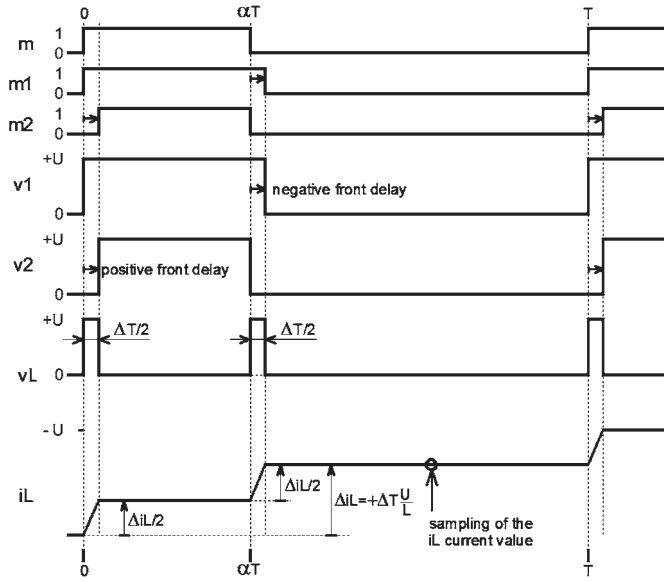 0 αT T
m 1 0
m1 1 0
m2 1 0
v1 +U 0
negative front delay
v2 +U 0
positive front delay
+U
ΔT/2 ΔT/2
vL 0
- U
iL
ΔiL/2 ΔiL/2 ΔiL=+ΔT U/L
sampling of the
iL current value
0 αT T